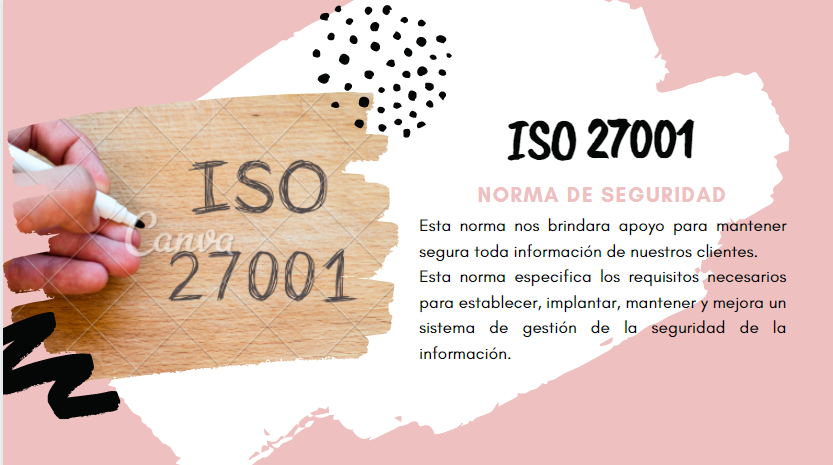 ISO
27001
Canva
ISO 27001
NORMA DE SEGURIDAD
Esta norma nos brindara apoyo para mantener
segura toda información de nuestros clientes.
Esta norma especifica los requisitos necesarios
para establecer, implantar, mantener y mejora un
sistema de gestión de la seguridad de la
información.